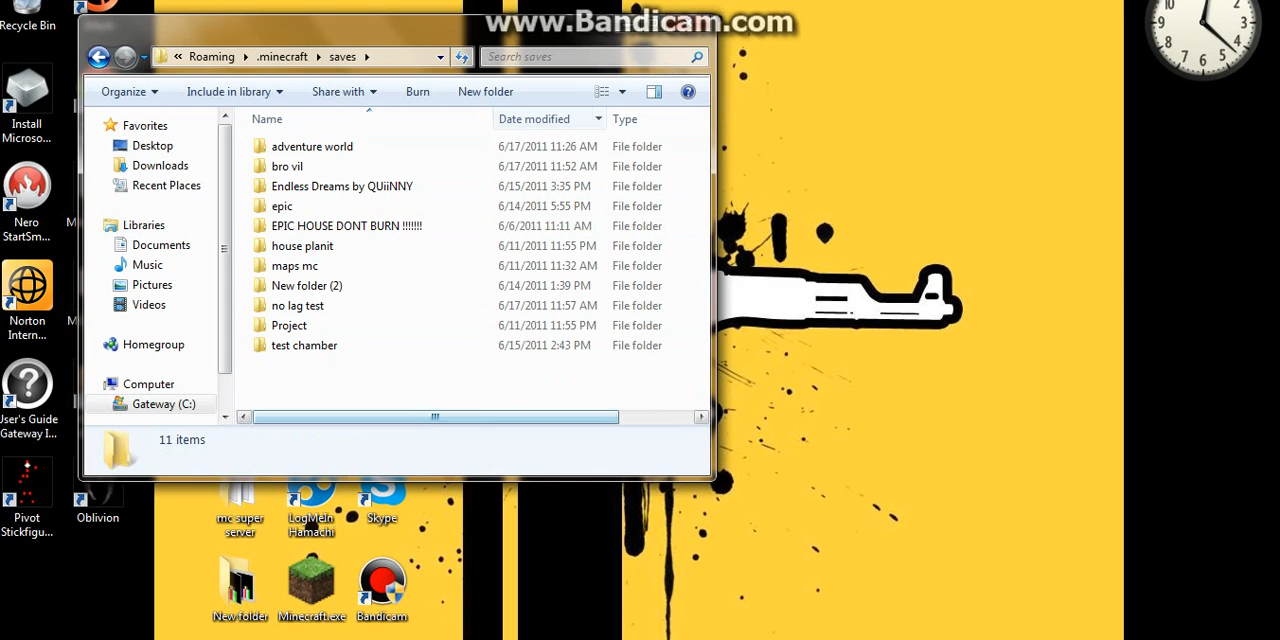 www.Bandicam.com
Recycle Bin
« Roaming .minecraft saves
Search saves
Organize Include in library Share with Burn New folder
Name Date modified Type
Favorites
Desktop
Downloads
Recent Places
Libraries
Documents
Music
Pictures
Videos
Homegroup
Computer
Gateway (C:)
adventure world 6/17/2011 11:26 AM File folder
bro vil 6/17/2011 11:52 AM File folder
Endless Dreams by QUiiNNY 6/15/2011 3:35 PM File folder
epic 6/14/2011 5:55 PM File folder
EPIC HOUSE DONT BURN !!!!!!! 6/6/2011 11:11 AM File folder
house planit 6/11/2011 11:55 PM File folder
maps mc 6/11/2011 11:32 AM File folder
New folder (2) 6/14/2011 1:39 PM File folder
no lag test 6/17/2011 11:57 AM File folder
Project 6/11/2011 11:55 PM File folder
test chamber 6/15/2011 2:43 PM File folder
11 items
Install
Microso...
Nero
StartSm...
Norton
Intern...
User's Guide
Gateway I...
Pivot
Stickfigu...
Oblivion
mc super
server
LogMeIn
Hamachi
Skype
New folder
Minecraft.exe
Bandicam
2
3
4
5
6
7
8
9
10